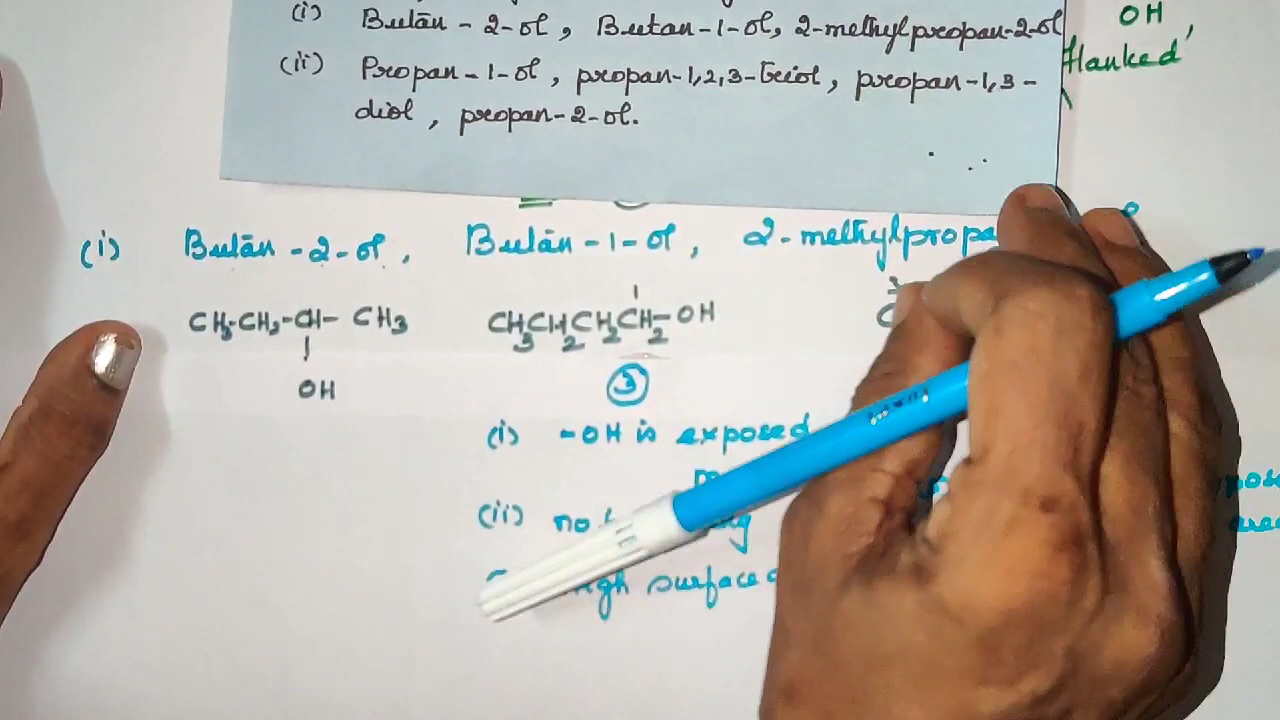 (i) Butan - 2-ol, Butan-1-ol, 2-methylpropan-2-ol
OH
flanked
(ii) Propan-1-ol, propan-1,2,3-triol, propan-1,3-
diol, propan-2-ol.
(i) Butan-2-ol, Butan-1-ol, 2-methylpropa
CH3-CH2-CH-CH3
OH
1
CH3CH2CH2CH2-OH
3
3
(i) -OH is exposed
(ii) no
surface